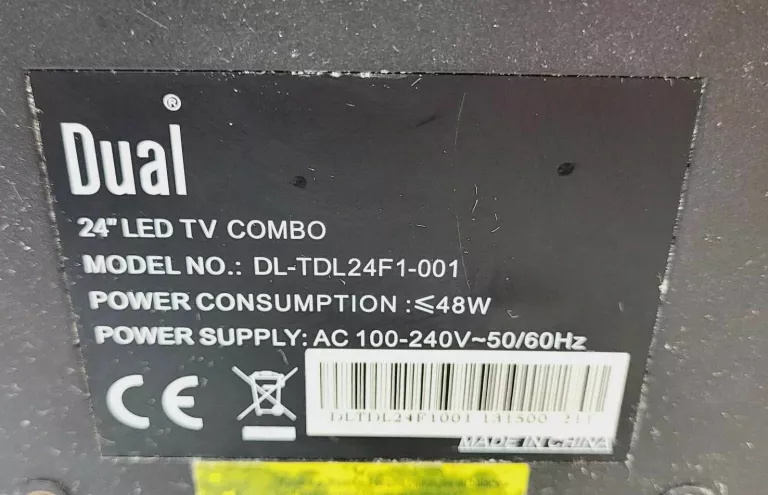 Dual®
24" LED TV COMBO
MODEL NO.: DL-TDL24F1-001
POWER CONSUMPTION :≤48W
POWER SUPPLY: AC 100-240V~50/60Hz
CE
DLTDL24F1001 131500
MADE IN CHINA